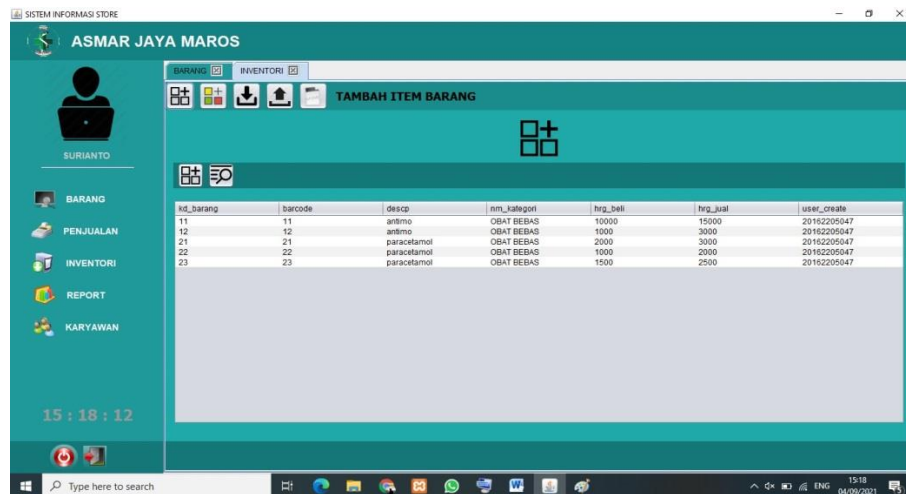 SISTEM INFORMASI STORE
ASMAR JAYA MAROS
BARANG INVENTORI
TAMBAH ITEM BARANG
SURIANTO
BARANG
PENJUALAN
INVENTORI
REPORT
KARYAWAN
15 : 18 : 12
kd_barang barcode descp nm_kategori hrg_beli hrg_jual user_create
11 11 antimo OBAT BEBAS 10000 15000 20162205047
12 12 antimo OBAT BEBAS 1000 3000 20162205047
21 21 paracetamol OBAT BEBAS 2000 3000 20162205047
22 22 paracetamol OBAT BEBAS 1000 2000 20162205047
23 23 paracetamol OBAT BEBAS 1500 2500 20162205047
Type here to search
ENG
15:18
04/09/2021